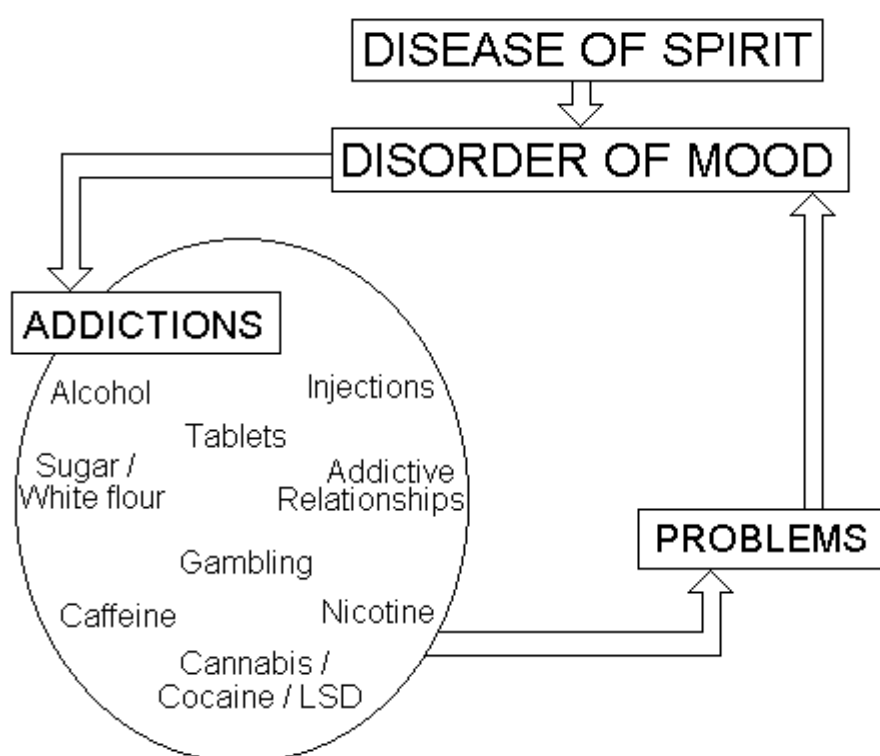 DISEASE OF SPIRIT
DISORDER OF MOOD
ADDICTIONS
Alcohol
Injections
Tablets
Sugar /
White flour
Addictive
Relationships
Gambling
Caffeine
Nicotine
Cannabis /
Cocaine / LSD
PROBLEMS